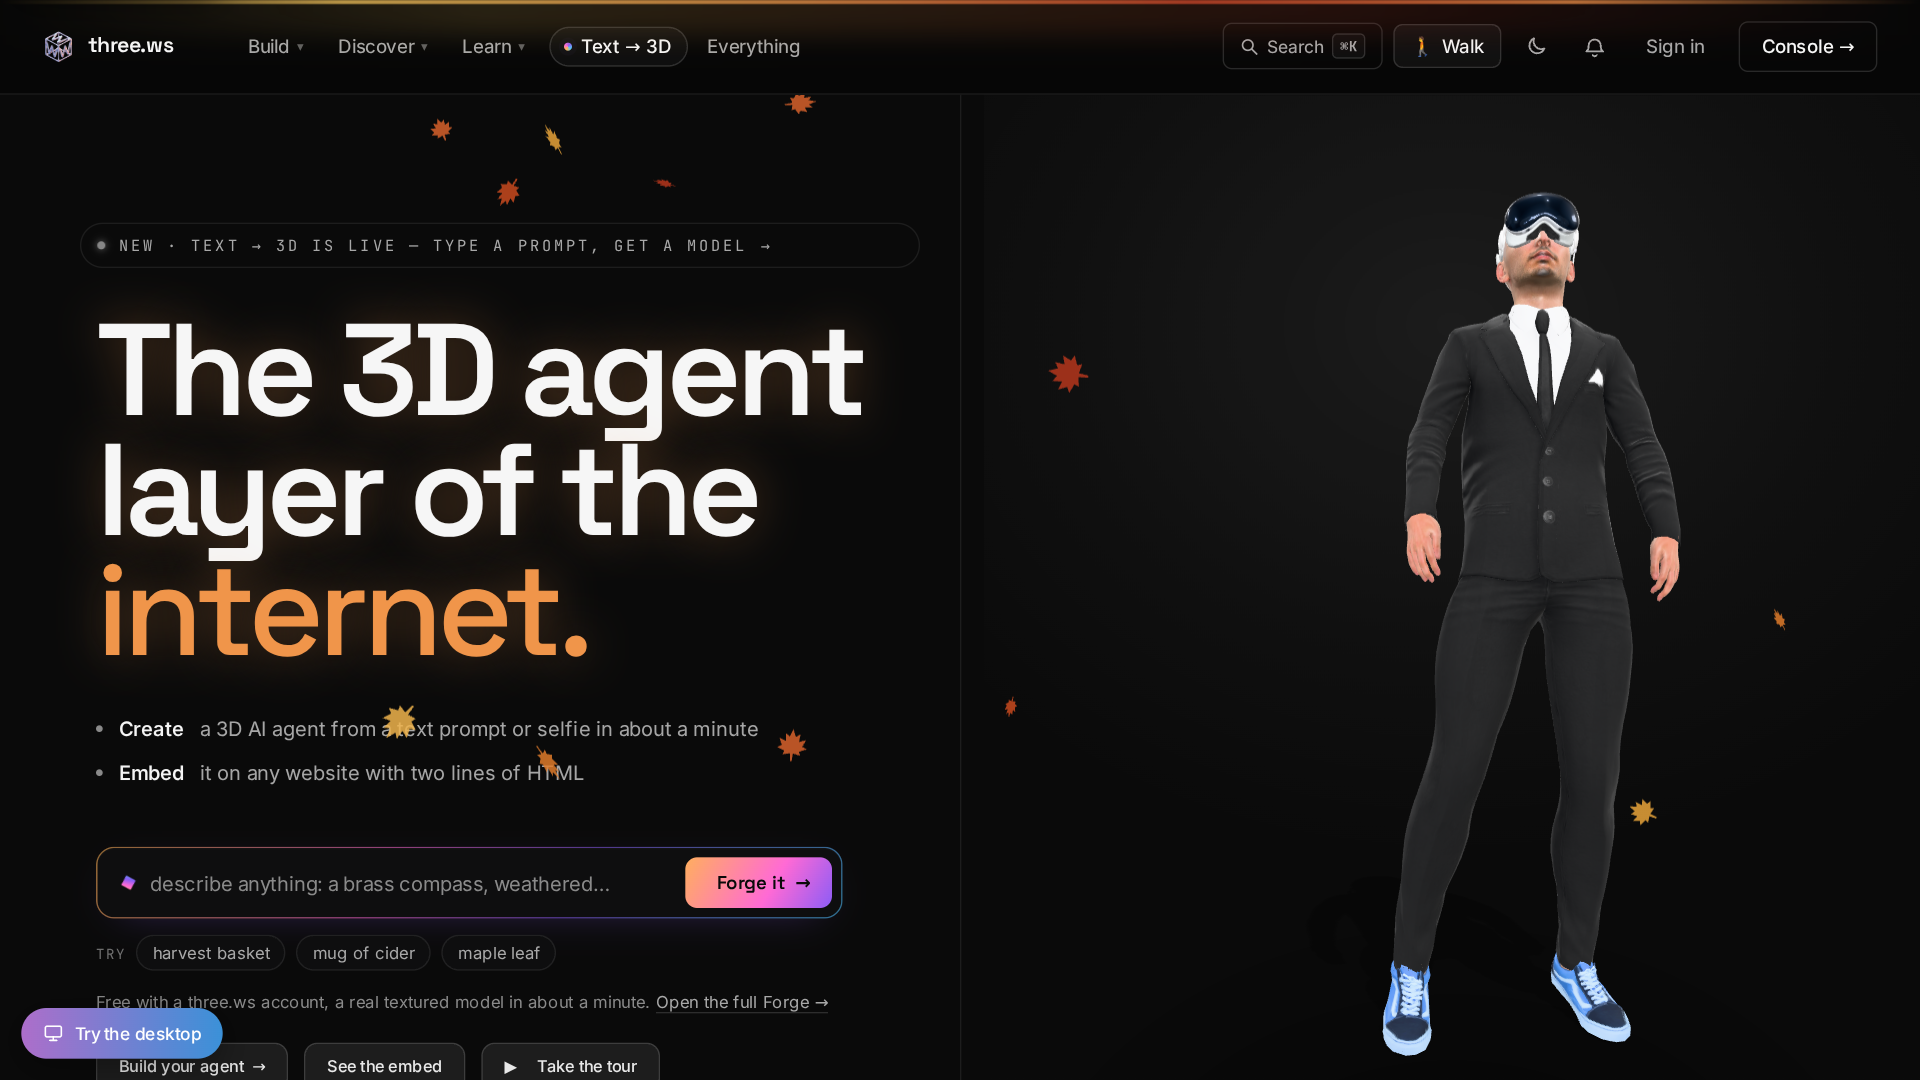 three.ws
Build ▾ Discover ▾ Learn ▾ Text → 3D Everything
Search ⌘K Walk Sign in Console →
NEW · TEXT → 3D IS LIVE — TYPE A PROMPT, GET A MODEL →
The 3D agent
layer of the
internet.
• Create a 3D AI agent from a text prompt or selfie in about a minute
• Embed it on any website with two lines of HTML
describe anything: a brass compass, weathered...
Forge it →
TRY harvest basket mug of cider maple leaf
Free with a three.ws account, a real textured model in about a minute. Open the full Forge →
Try the desktop
Build your agent → See the embed ▶ Take the tour